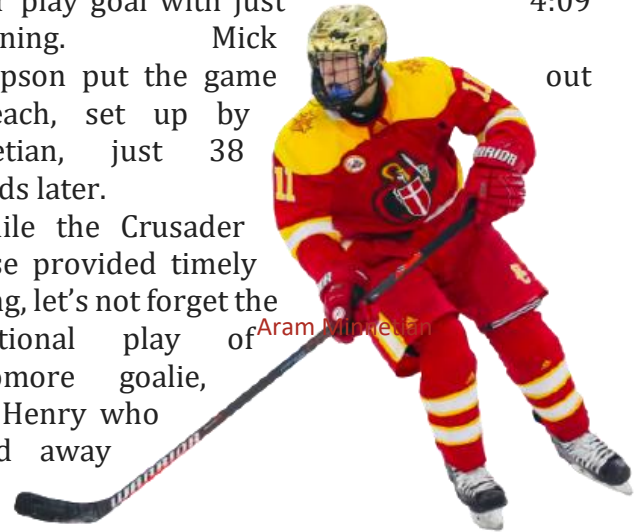 play goal with just 4:09
ning. Mick
pson put the game out
each, set up by
etian, just 38
ds later.
ile the Crusader
se provided timely
ng, let’s not forget the
tional play of
omore goalie,
Henry who
d away
Aram Minnetian
11
11
WARRIOR
WARRIOR